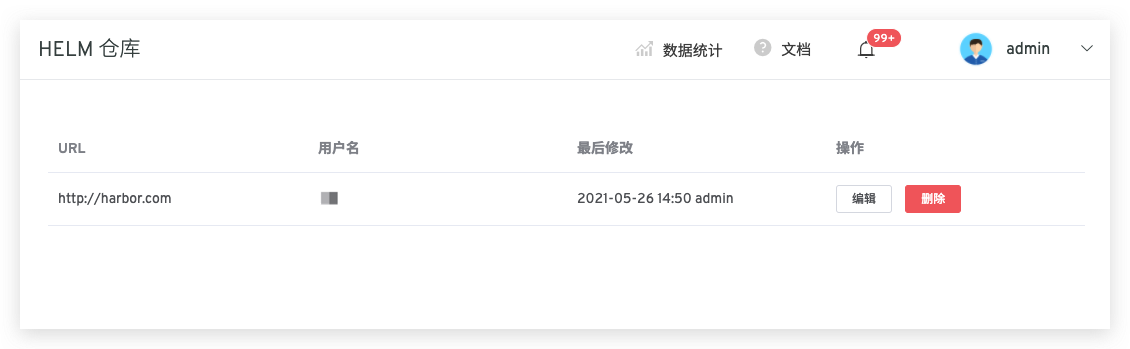 HELM 仓库
数据统计
? 文档
99+
admin
URL 用户名 最后修改 操作
http://harbor.com 2021-05-26 14:50 admin 编辑 删除